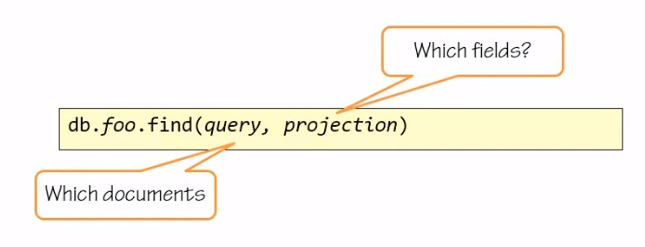 Which fields?
db.foo.find(query, projection)
Which documents